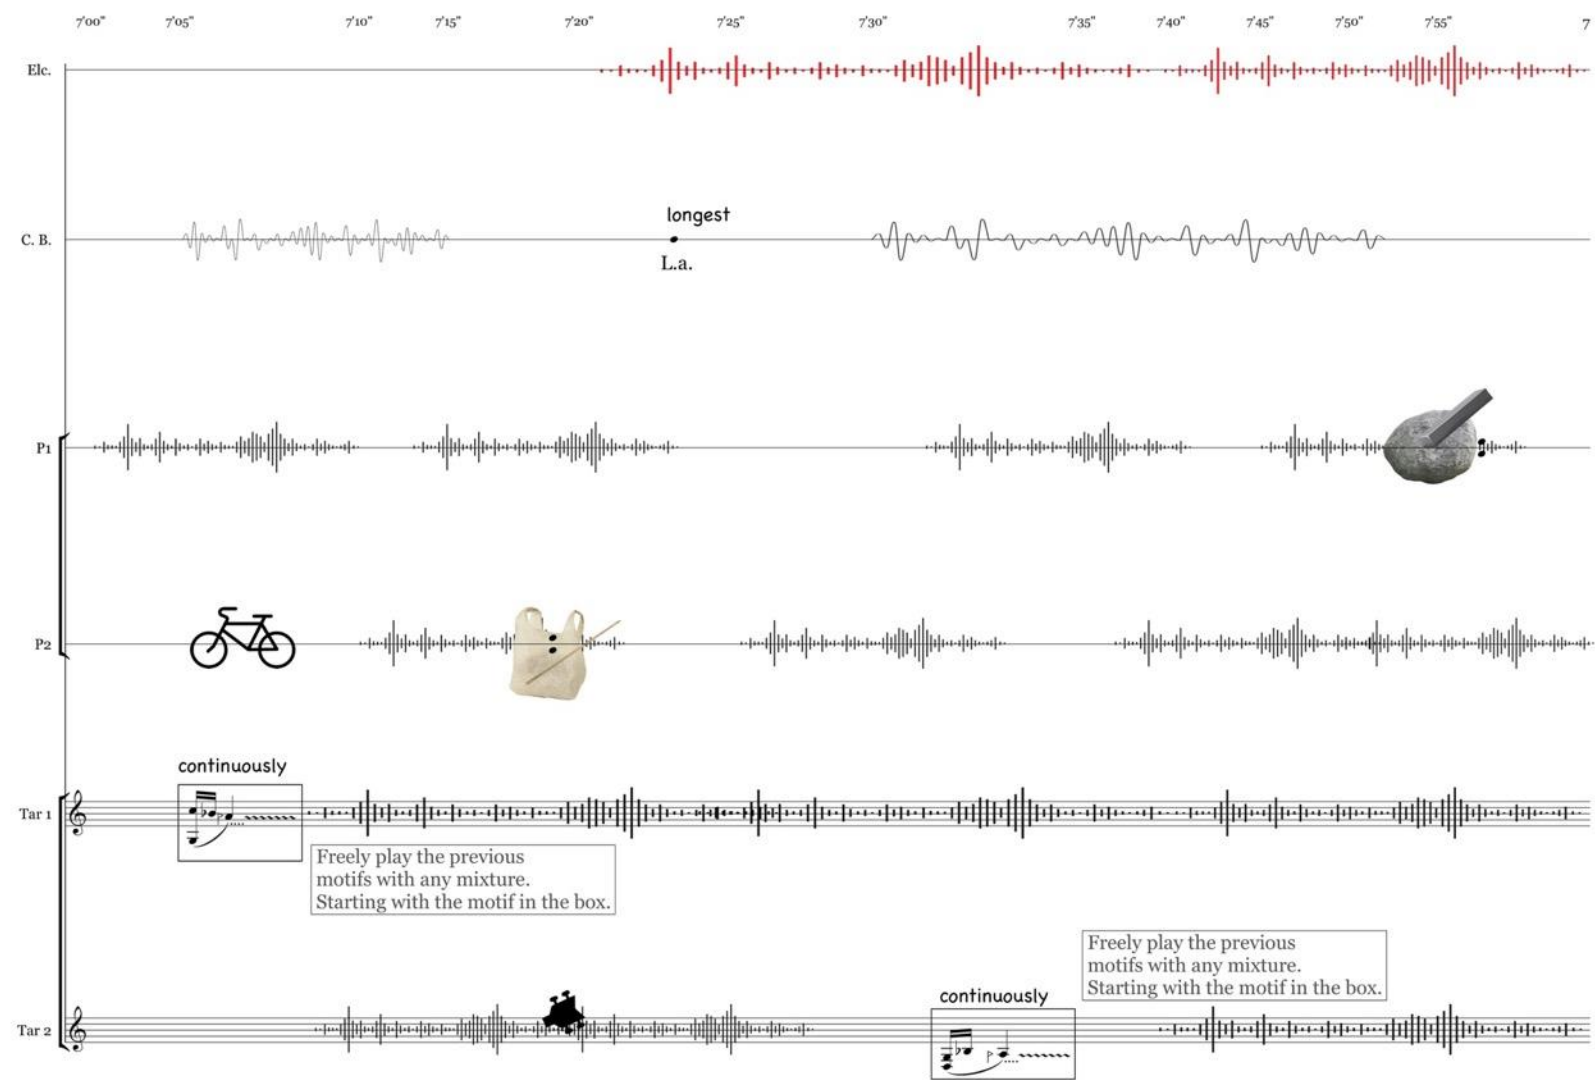 7'00" 7'05" 7'10" 7'15" 7'20" 7'25" 7'30" 7'35" 7'40" 7'45" 7'50" 7'55" 7
Elc.
longest
C. B.
L.a.
P1
P2
continuously
Tar 1
Freely play the previous
motifs with any mixture.
Starting with the motif in the box.
Freely play the previous
motifs with any mixture.
Starting with the motif in the box.
continuously
Tar 2